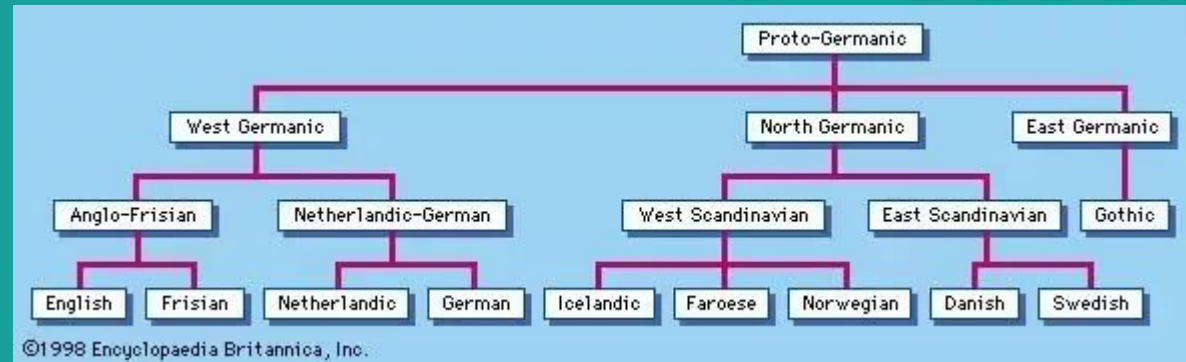 Proto-Germanic
West Germanic North Germanic East Germanic
Anglo-Frisian Netherlandic-German West Scandinavian East Scandinavian Gothic
English Frisian Netherlandic German Icelandic Faroese Norwegian Danish Swedish
©1998 Encyclopaedia Britannica, Inc.